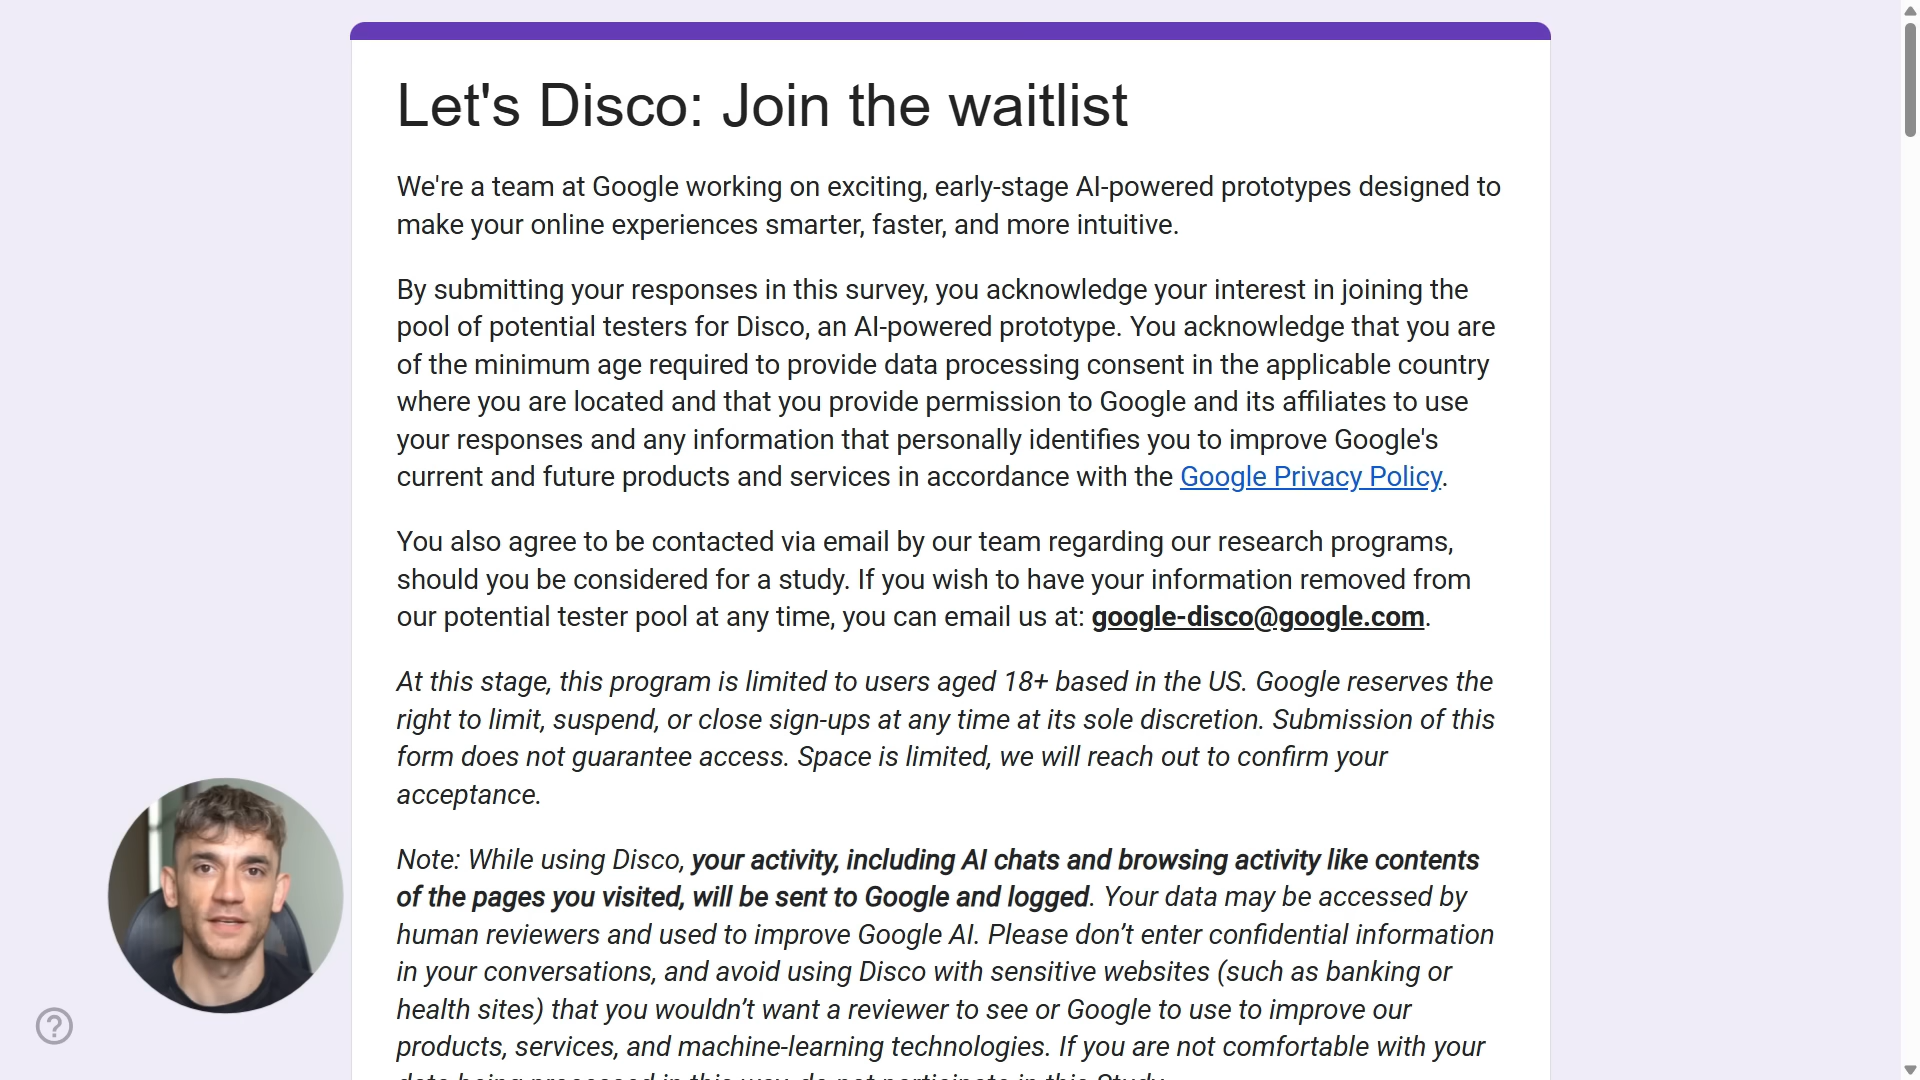 Let's Disco: Join the waitlist
We're a team at Google working on exciting, early-stage AI-powered prototypes designed to
make your online experiences smarter, faster, and more intuitive.
By submitting your responses in this survey, you acknowledge your interest in joining the
pool of potential testers for Disco, an AI-powered prototype. You acknowledge that you are
of the minimum age required to provide data processing consent in the applicable country
where you are located and that you provide permission to Google and its affiliates to use
your responses and any information that personally identifies you to improve Google's
current and future products and services in accordance with the Google Privacy Policy.
You also agree to be contacted via email by our team regarding our research programs,
should you be considered for a study. If you wish to have your information removed from
our potential tester pool at any time, you can email us at: google-disco@google.com.
At this stage, this program is limited to users aged 18+ based in the US. Google reserves the
right to limit, suspend, or close sign-ups at any time at its sole discretion. Submission of this
form does not guarantee access. Space is limited, we will reach out to confirm your
acceptance.
Note: While using Disco, your activity, including AI chats and browsing activity like contents
of the pages you visited, will be sent to Google and logged. Your data may be accessed by
human reviewers and used to improve Google AI. Please don’t enter confidential information
in your conversations, and avoid using Disco with sensitive websites (such as banking or
health sites) that you wouldn’t want a reviewer to see or Google to use to improve our
products, services, and machine-learning technologies. If you are not comfortable with your
data being processed in this way, do not participate in this Study.